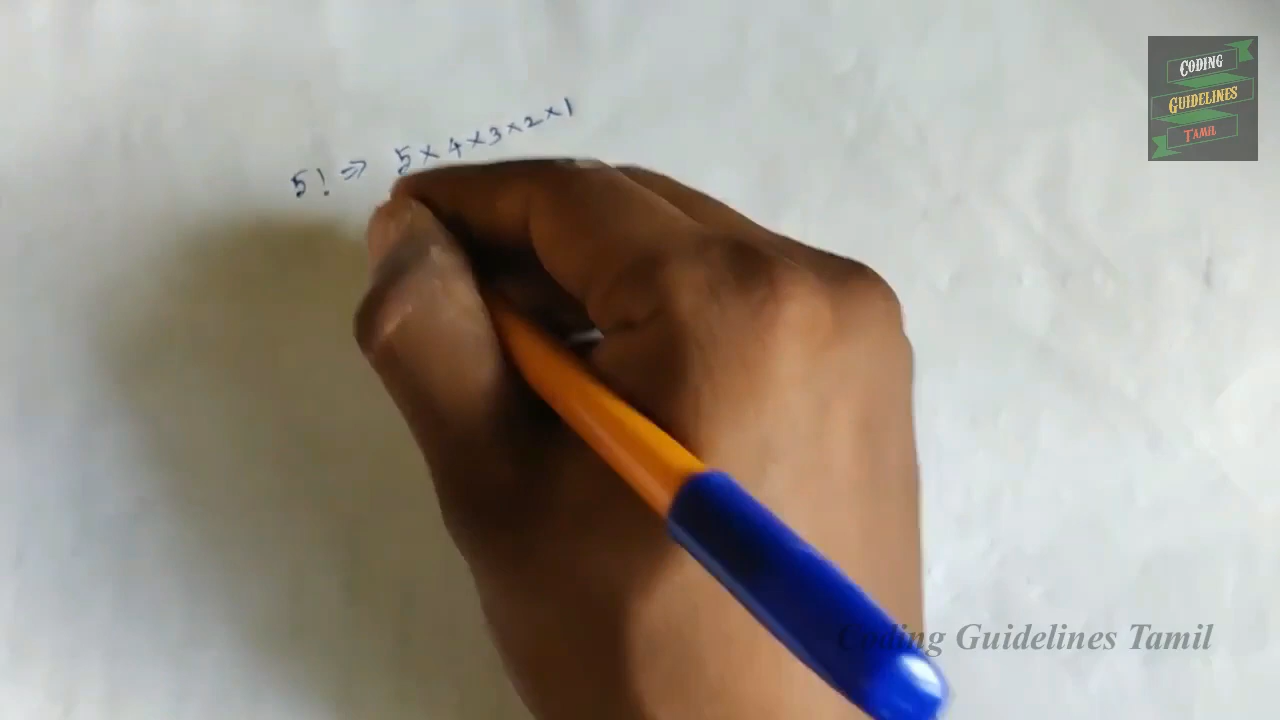 5! => 5 × 4 × 3 × 2 × 1
CODING
GUIDELINES
TAMIL
Coding Guidelines Tamil